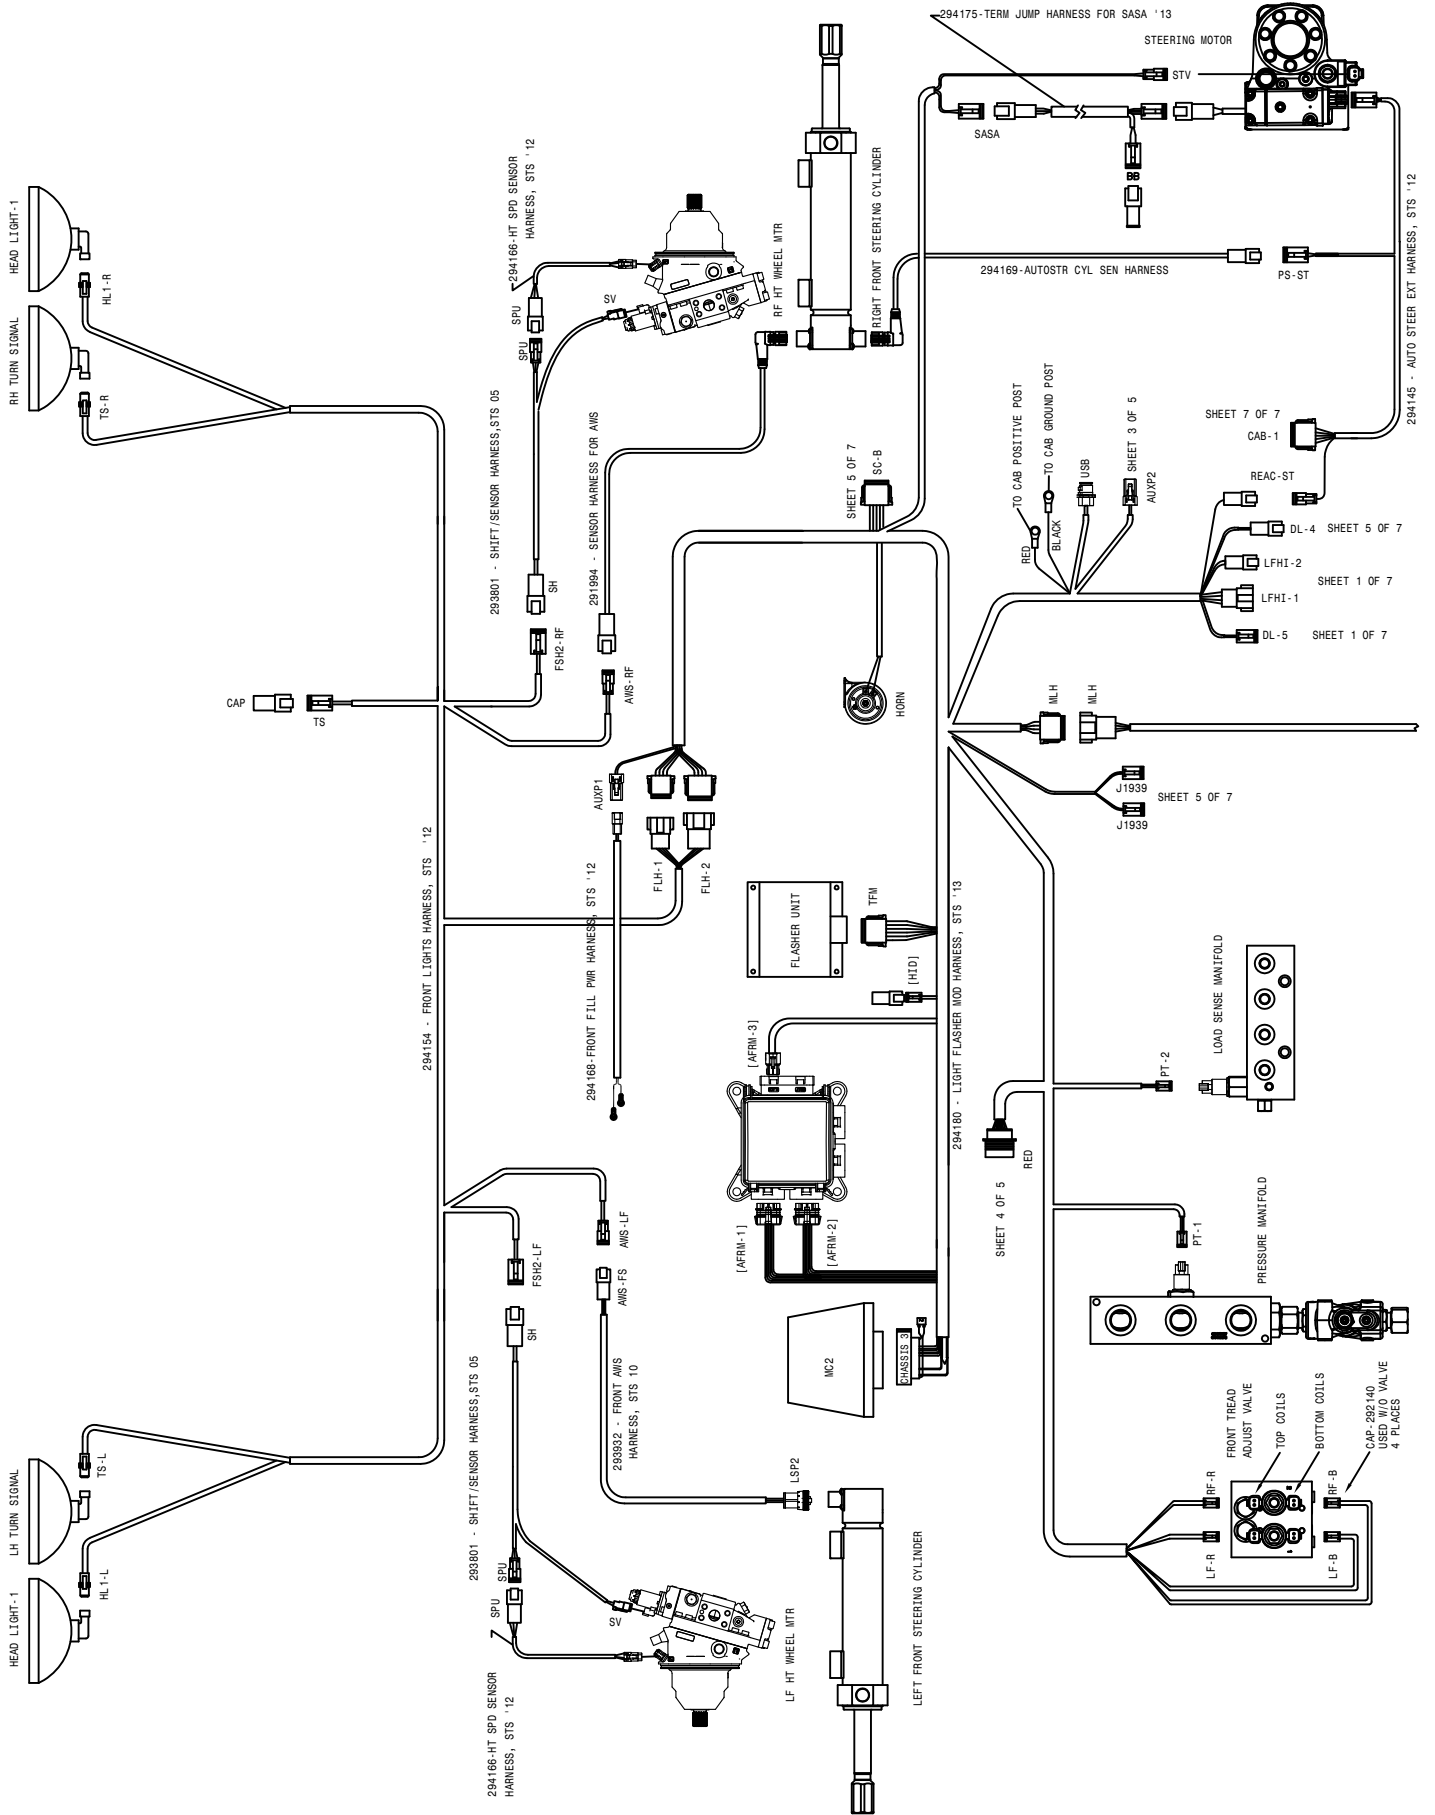 294175-TERM JUMP HARNESS FOR SASA '13
STEERING MOTOR
STV
SASA
BB
294169-AUTOSTR CYL SEN HARNESS
PS-ST
294145 - AUTO STEER EXT HARNESS, STS '12
SHEET 7 OF 7
CAB-1
REAC-ST
DL-4
SHEET 5 OF 7
LFHI-2
SHEET 1 OF 7
LFHI-1
DL-5
SHEET 1 OF 7
TO CAB POSITIVE POST
TO CAB GROUND POST
RED
BLACK
USB
SHEET 3 OF 5
AUXP2
HEAD LIGHT-1
HL1-R
RH TURN SIGNAL
TS-R
294166-HT SPD SENSOR
HARNESS, STS '12
SPU
SPU
SV
RF HT WHEEL MTR
RIGHT FRONT STEERING CYLINDER
293801 - SHIFT/SENSOR HARNESS,STS 05
SH
291994 - SENSOR HARNESS FOR AWS
FSH2-RF
AWS-RF
CAP
TS
SHEET 5 OF 7
SC-B
HORN
MLH
MLH
J1939
J1939
SHEET 5 OF 7
AUXP1
FLH-1
FLH-2
294154 - FRONT LIGHTS HARNESS, STS '12
294168-FRONT FILL PWR HARNESS, STS '12
FLASHER UNIT
TFM
[HID]
[AFRM-3]
294180 - LIGHT FLASHER MOD HARNESS, STS '13
[AFRM-1]
[AFRM-2]
MC2
CHASSIS 3
LOAD SENSE MANIFOLD
PT-2
RED
SHEET 4 OF 5
PT-1
PRESSURE MANIFOLD
FSH2-LF
AWS-LF
AWS-FS
SH
293932 - FRONT AWS
HARNESS, STS 10
293801 - SHIFT/SENSOR HARNESS,STS 05
LSP2
SPU
SPU
SV
294166-HT SPD SENSOR
HARNESS, STS '12
LF HT WHEEL MTR
LEFT FRONT STEERING CYLINDER
LH TURN SIGNAL
TS-L
HEAD LIGHT-1
HL1-L
FRONT TREAD
ADJUST VALVE
TOP COILS
BOTTOM COILS
CAP-292140
USED W/O VALVE
4 PLACES
RF-R
RF-B
LF-R
LF-B